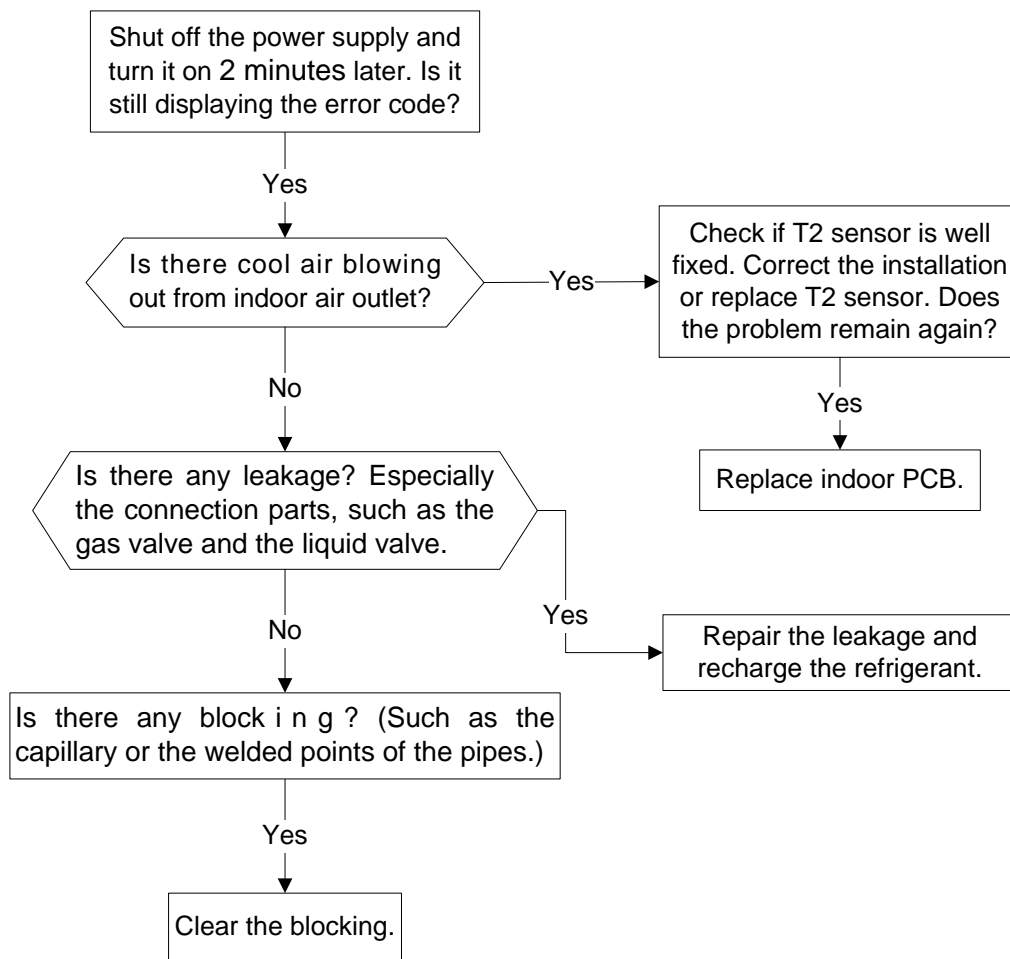 Shut off the power supply and
turn it on 2 minutes later. Is it
still displaying the error code?
Yes
Is there cool air blowing
out from indoor air outlet?
Yes
Check if T2 sensor is well
fixed. Correct the installation
or replace T2 sensor. Does
the problem remain again?
Yes
Replace indoor PCB.
No
Is there any leakage? Especially
the connection parts, such as the
gas valve and the liquid valve.
Yes
Repair the leakage and
recharge the refrigerant.
No
Is there any blocking? (Such as the
capillary or the welded points of the pipes.)
Yes
Clear the blocking.